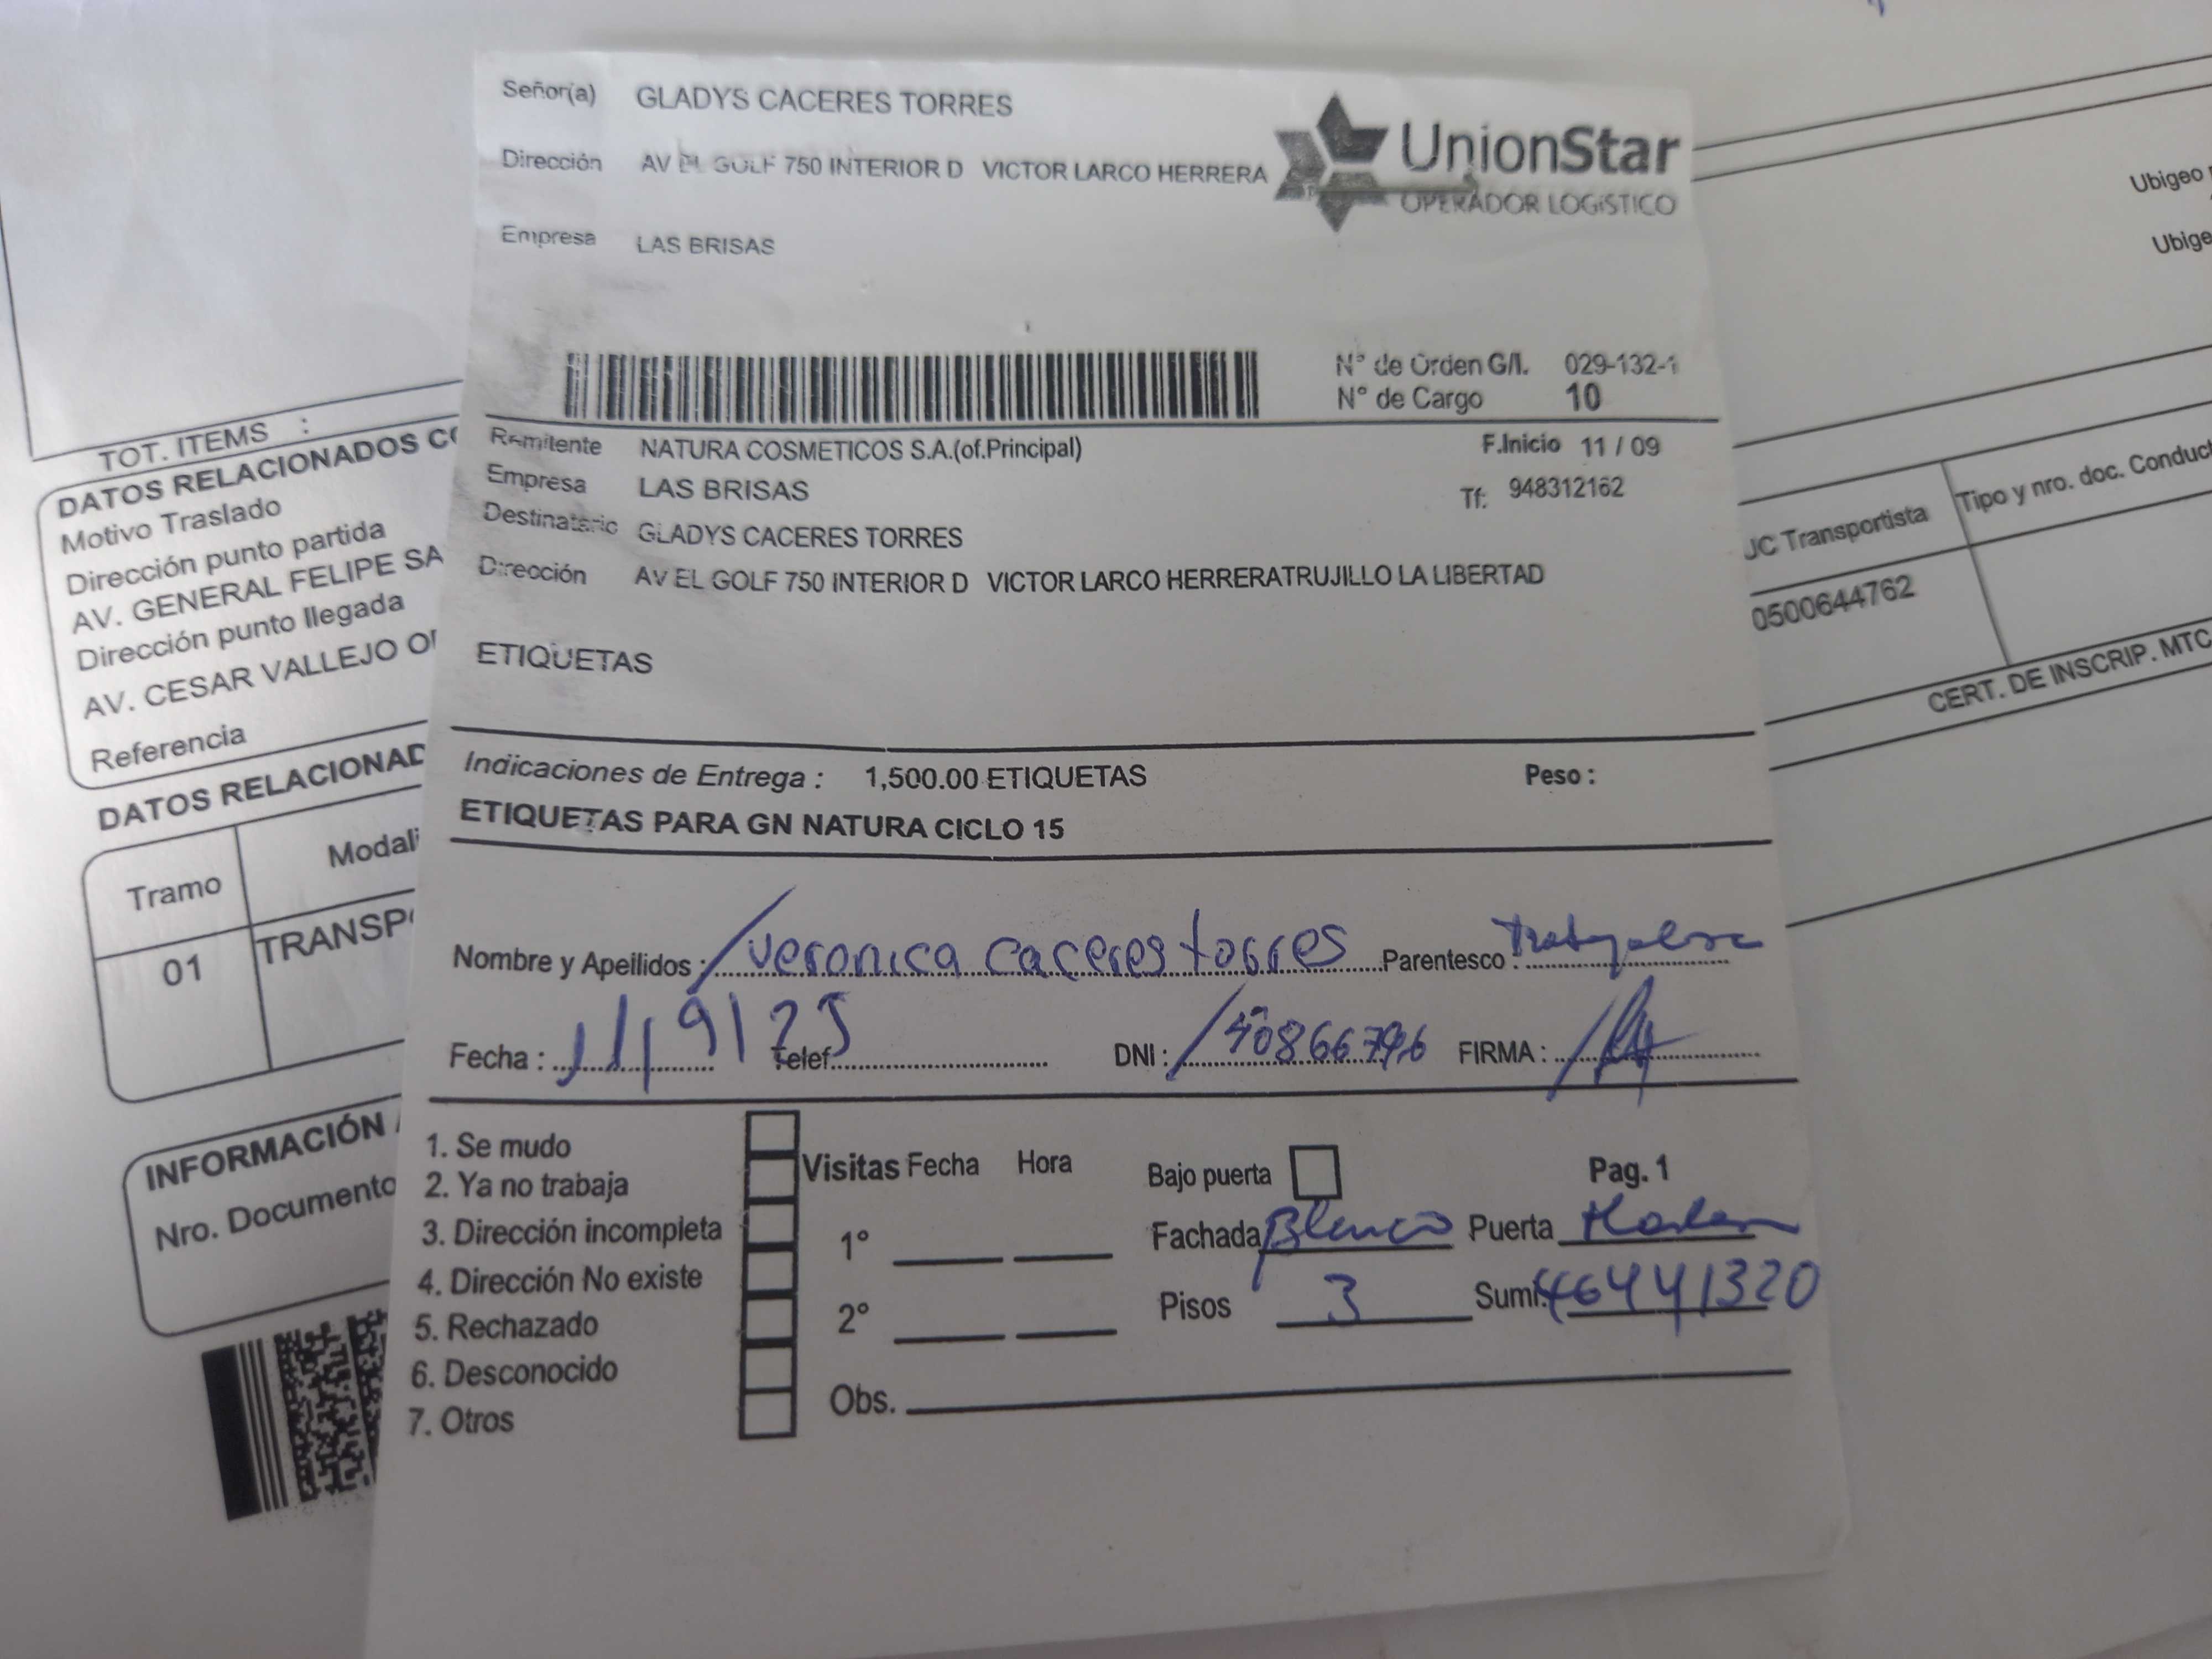 Señor(a) GLADYS CACERES TORRES
Dirección AV EL GOLF 750 INTERIOR D VICTOR LARCO HERRERA
Empresa LAS BRISAS
UnionStar
OPERADOR LOGÍSTICO
N° de Orden G/I. 029-132-1
N° de Cargo 10
Remitente NATURA COSMETICOS S.A.(of.Principal) F.Inicio 11 / 09
Empresa LAS BRISAS Tf: 948312162
Destinatario GLADYS CACERES TORRES
Dirección AV EL GOLF 750 INTERIOR D VICTOR LARCO HERRERATRUJILLO LA LIBERTAD
ETIQUETAS
Indicaciones de Entrega : 1,500.00 ETIQUETAS Peso :
ETIQUETAS PARA GN NATURA CICLO 15
Nombre y Apellidos : veronica caceres torres Parentesco :
Fecha : 11/9/25 Telef. DNI : FIRMA :
1. Se mudo
2. Ya no trabaja
3. Dirección incompleta
4. Dirección No existe
5. Rechazado
6. Desconocido
7. Otros
Visitas Fecha Hora
1°
2°
Obs.
Bajo puerta Pag. 1
Fachada Blanco Puerta
Pisos 3 Sumi. 46441320
TOT. ITEMS :
DATOS RELACIONADOS
Motivo Traslado
Dirección punto partida
AV. GENERAL FELIPE SA
Dirección punto llegada
AV. CESAR VALLEJO
Referencia
DATOS RELACIONAD
Tramo Modali
01 TRANSP
INFORMACIÓN
Nro. Documento
Ubigeo
Ubige
UC Transportista Tipo y nro. doc. Conduct
0500644762
CERT. DE INSCRIP. MTC